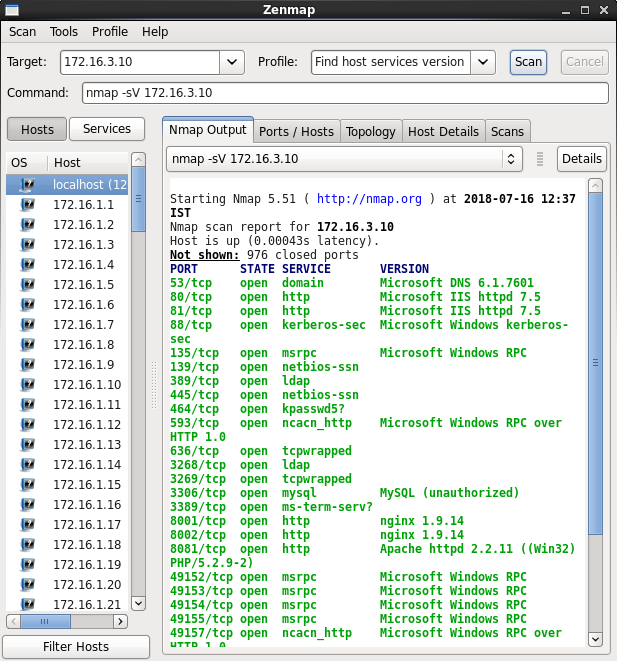 Zenmap
Scan Tools Profile Help
Target: 172.16.3.10 Profile: Find host services version Scan Cancel
Command: nmap -sV 172.16.3.10
Hosts Services
OS Host
localhost (12
172.16.1.1
172.16.1.2
172.16.1.3
172.16.1.4
172.16.1.5
172.16.1.6
172.16.1.7
172.16.1.8
172.16.1.9
172.16.1.10
172.16.1.11
172.16.1.12
172.16.1.13
172.16.1.14
172.16.1.15
172.16.1.16
172.16.1.17
172.16.1.18
172.16.1.19
172.16.1.20
172.16.1.21
Filter Hosts
Nmap Output Ports / Hosts Topology Host Details Scans
nmap -sV 172.16.3.10 Details
Starting Nmap 5.51 ( http://nmap.org ) at 2018-07-16 12:37
IST
Nmap scan report for 172.16.3.10
Host is up (0.00043s latency).
Not shown: 976 closed ports
PORT STATE SERVICE VERSION
53/tcp open domain Microsoft DNS 6.1.7601
80/tcp open http Microsoft IIS httpd 7.5
81/tcp open http Microsoft IIS httpd 7.5
88/tcp open kerberos-sec Microsoft Windows kerberos-
sec
135/tcp open msrpc Microsoft Windows RPC
139/tcp open netbios-ssn
389/tcp open ldap
445/tcp open netbios-ssn
464/tcp open kpasswd5?
593/tcp open ncacn_http Microsoft Windows RPC over
HTTP 1.0
636/tcp open tcpwrapped
3268/tcp open ldap
3269/tcp open tcpwrapped
3306/tcp open mysql MySQL (unauthorized)
3389/tcp open ms-term-serv?
8001/tcp open http nginx 1.9.14
8002/tcp open http nginx 1.9.14
8081/tcp open http Apache httpd 2.2.11 ((Win32)
PHP/5.2.9-2)
49152/tcp open msrpc Microsoft Windows RPC
49153/tcp open msrpc Microsoft Windows RPC
49154/tcp open msrpc Microsoft Windows RPC
49155/tcp open msrpc Microsoft Windows RPC
49157/tcp open ncacn_http Microsoft Windows RPC over
HTTP 1.0